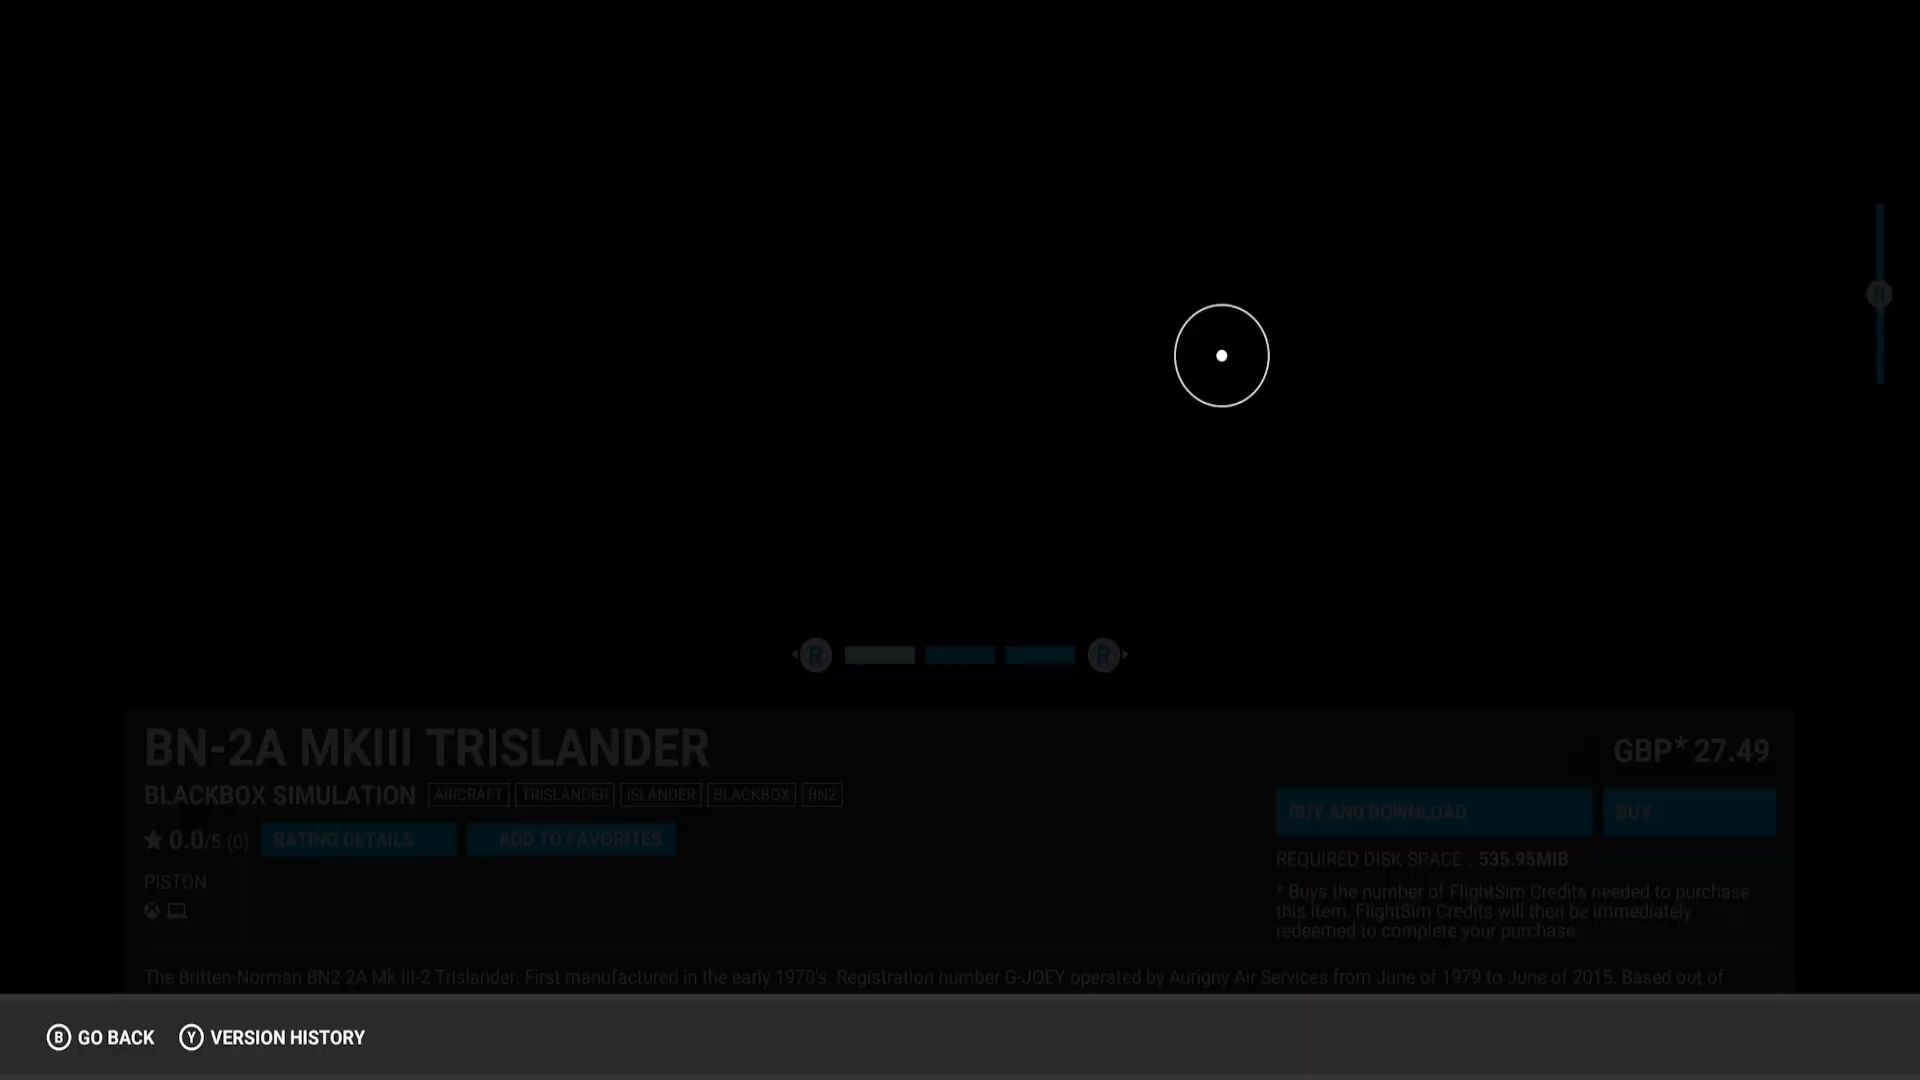 R
R R
BN-2A MKIII TRISLANDER
GBP* 27.49
BLACKBOX SIMULATION AIRCRAFT TRISLANDER ISLANDER BLACKBOX BN2
BUY AND DOWNLOAD BUY
0.0/5 (0) RATING DETAILS ADD TO FAVORITES
REQUIRED DISK SPACE : 535.95MIB
PISTON
* Buys the number of FlightSim Credits needed to purchase
this item. FlightSim Credits will then be immediately
redeemed to complete your purchase.
The Britten-Norman BN2-2A Mk III-2 Trislander. First manufactured in the early 1970's. Registration number G-JOEY operated by Aurigny Air Services from June of 1979 to June of 2015. Based out of
B GO BACK Y VERSION HISTORY